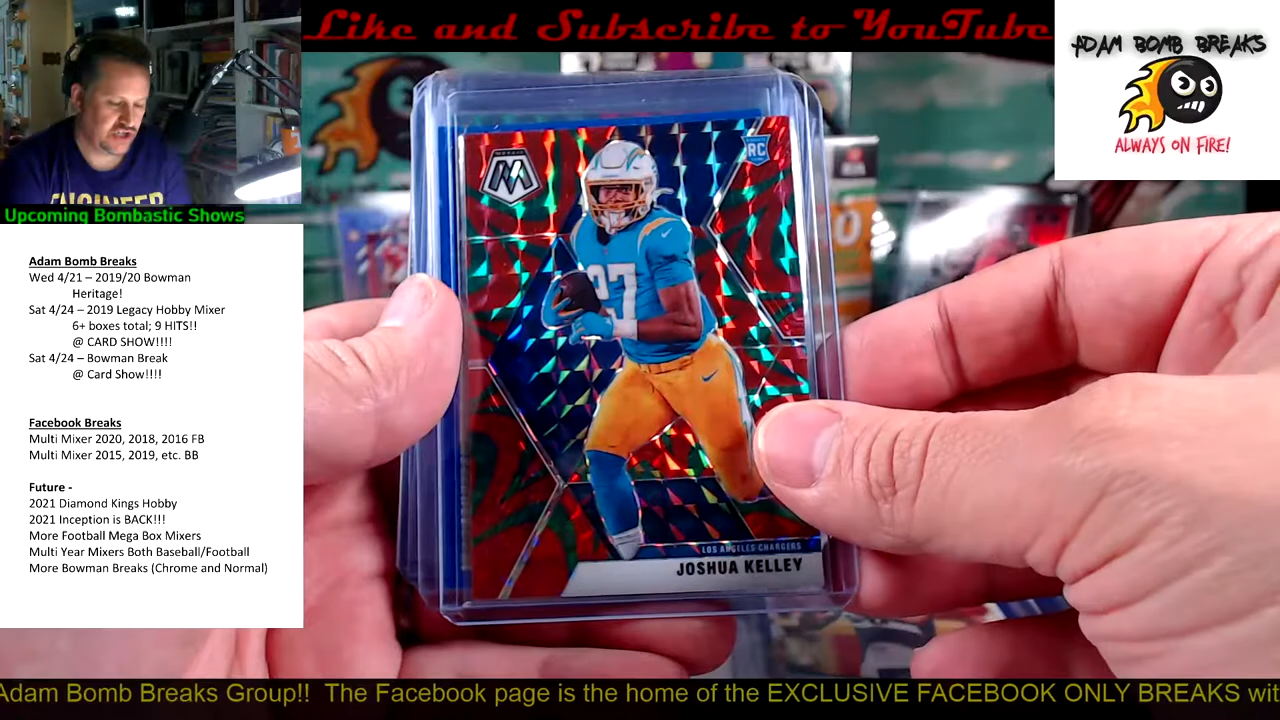 Like and Subscribe to YouTube
ADAM BOMB BREAKS
ALWAYS ON FIRE!
ENGINEER
Upcoming Bombastic Shows
Adam Bomb Breaks
Wed 4/21 – 2019/20 Bowman
Heritage!
Sat 4/24 – 2019 Legacy Hobby Mixer
6+ boxes total; 9 HITS!!
@ CARD SHOW!!!!
Sat 4/24 – Bowman Break
@ Card Show!!!!
Facebook Breaks
Multi Mixer 2020, 2018, 2016 FB
Multi Mixer 2015, 2019, etc. BB
Future -
2021 Diamond Kings Hobby
2021 Inception is BACK!!!
More Football Mega Box Mixers
Multi Year Mixers Both Baseball/Football
More Bowman Breaks (Chrome and Normal)
MOSAIC
RC
27
LOS ANGELES CHARGERS
JOSHUA KELLEY
Adam Bomb Breaks Group!! The Facebook page is the home of the EXCLUSIVE FACEBOOK ONLY BREAKS wit